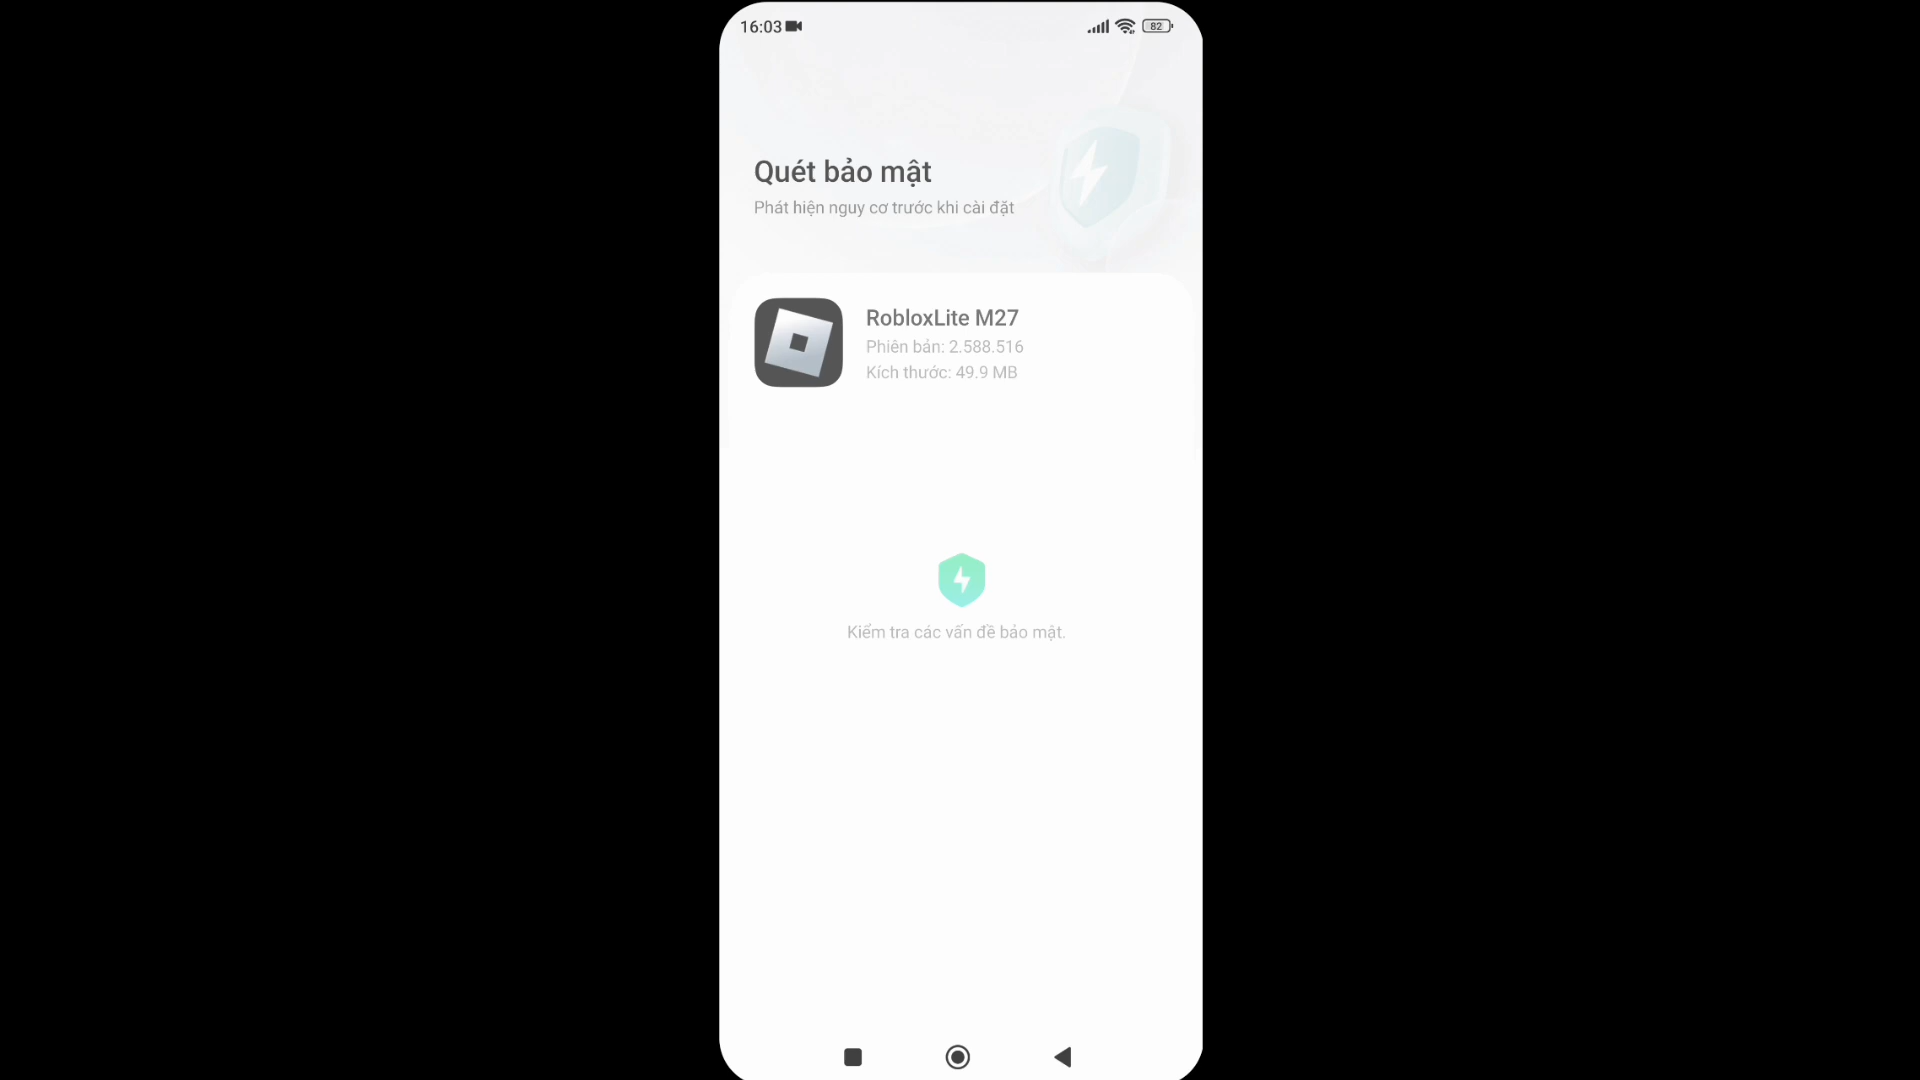 16:03
82
Quét bảo mật
Phát hiện nguy cơ trước khi cài đặt
RobloxLite M27
Phiên bản: 2.588.516
Kích thước: 49.9 MB
Kiểm tra các vấn đề bảo mật.